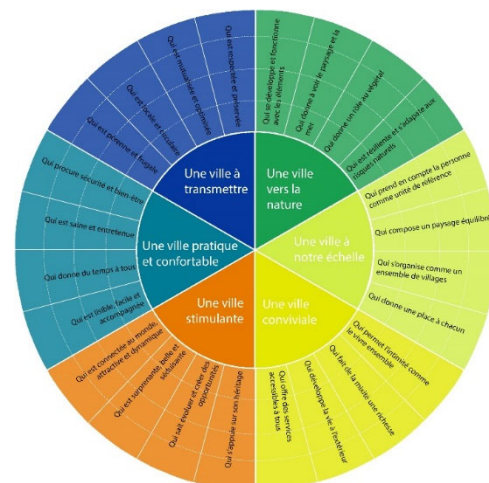 Une ville à
transmettre
Une ville
vers la
nature
Une ville à
notre échelle
Une ville
conviviale
Une ville
stimulante
Une ville pratique
et confortable
Qui se développe et fonctionne
avec les éléments
Qui donne à voir le paysage et la
mer
Qui donne un rôle au végétal
Qui est résiliente et s'adapate aux
risques naturels
Qui prend en compte la personne
comme unité de référence
Qui compose un paysage équilibré
Qui s'organise comme un
ensemble de villages
Qui donne une place à chacun
Qui permet l'intimité comme
le vivre ensemble
Qui fait de la mixité une richesse
Qui développe la vie à l'extérieur
Qui offre des services
accessibles à tous
Qui s'appuie sur son héritage
Qui sait évoluer et créer des
opportunités
Qui est surprenante, belle et
séduisante
Qui est connectée au monde,
attractive et dynamique
Qui est lisible, facile et
accompagnée
Qui donne du temps à tous
Qui est saine et entretenue
Qui procure sécurité et bien-être
Qui est pérenne et frugale
Qui est locale et circulaire
Qui est mutualisée et optimisée
Qui est respectée et préservée